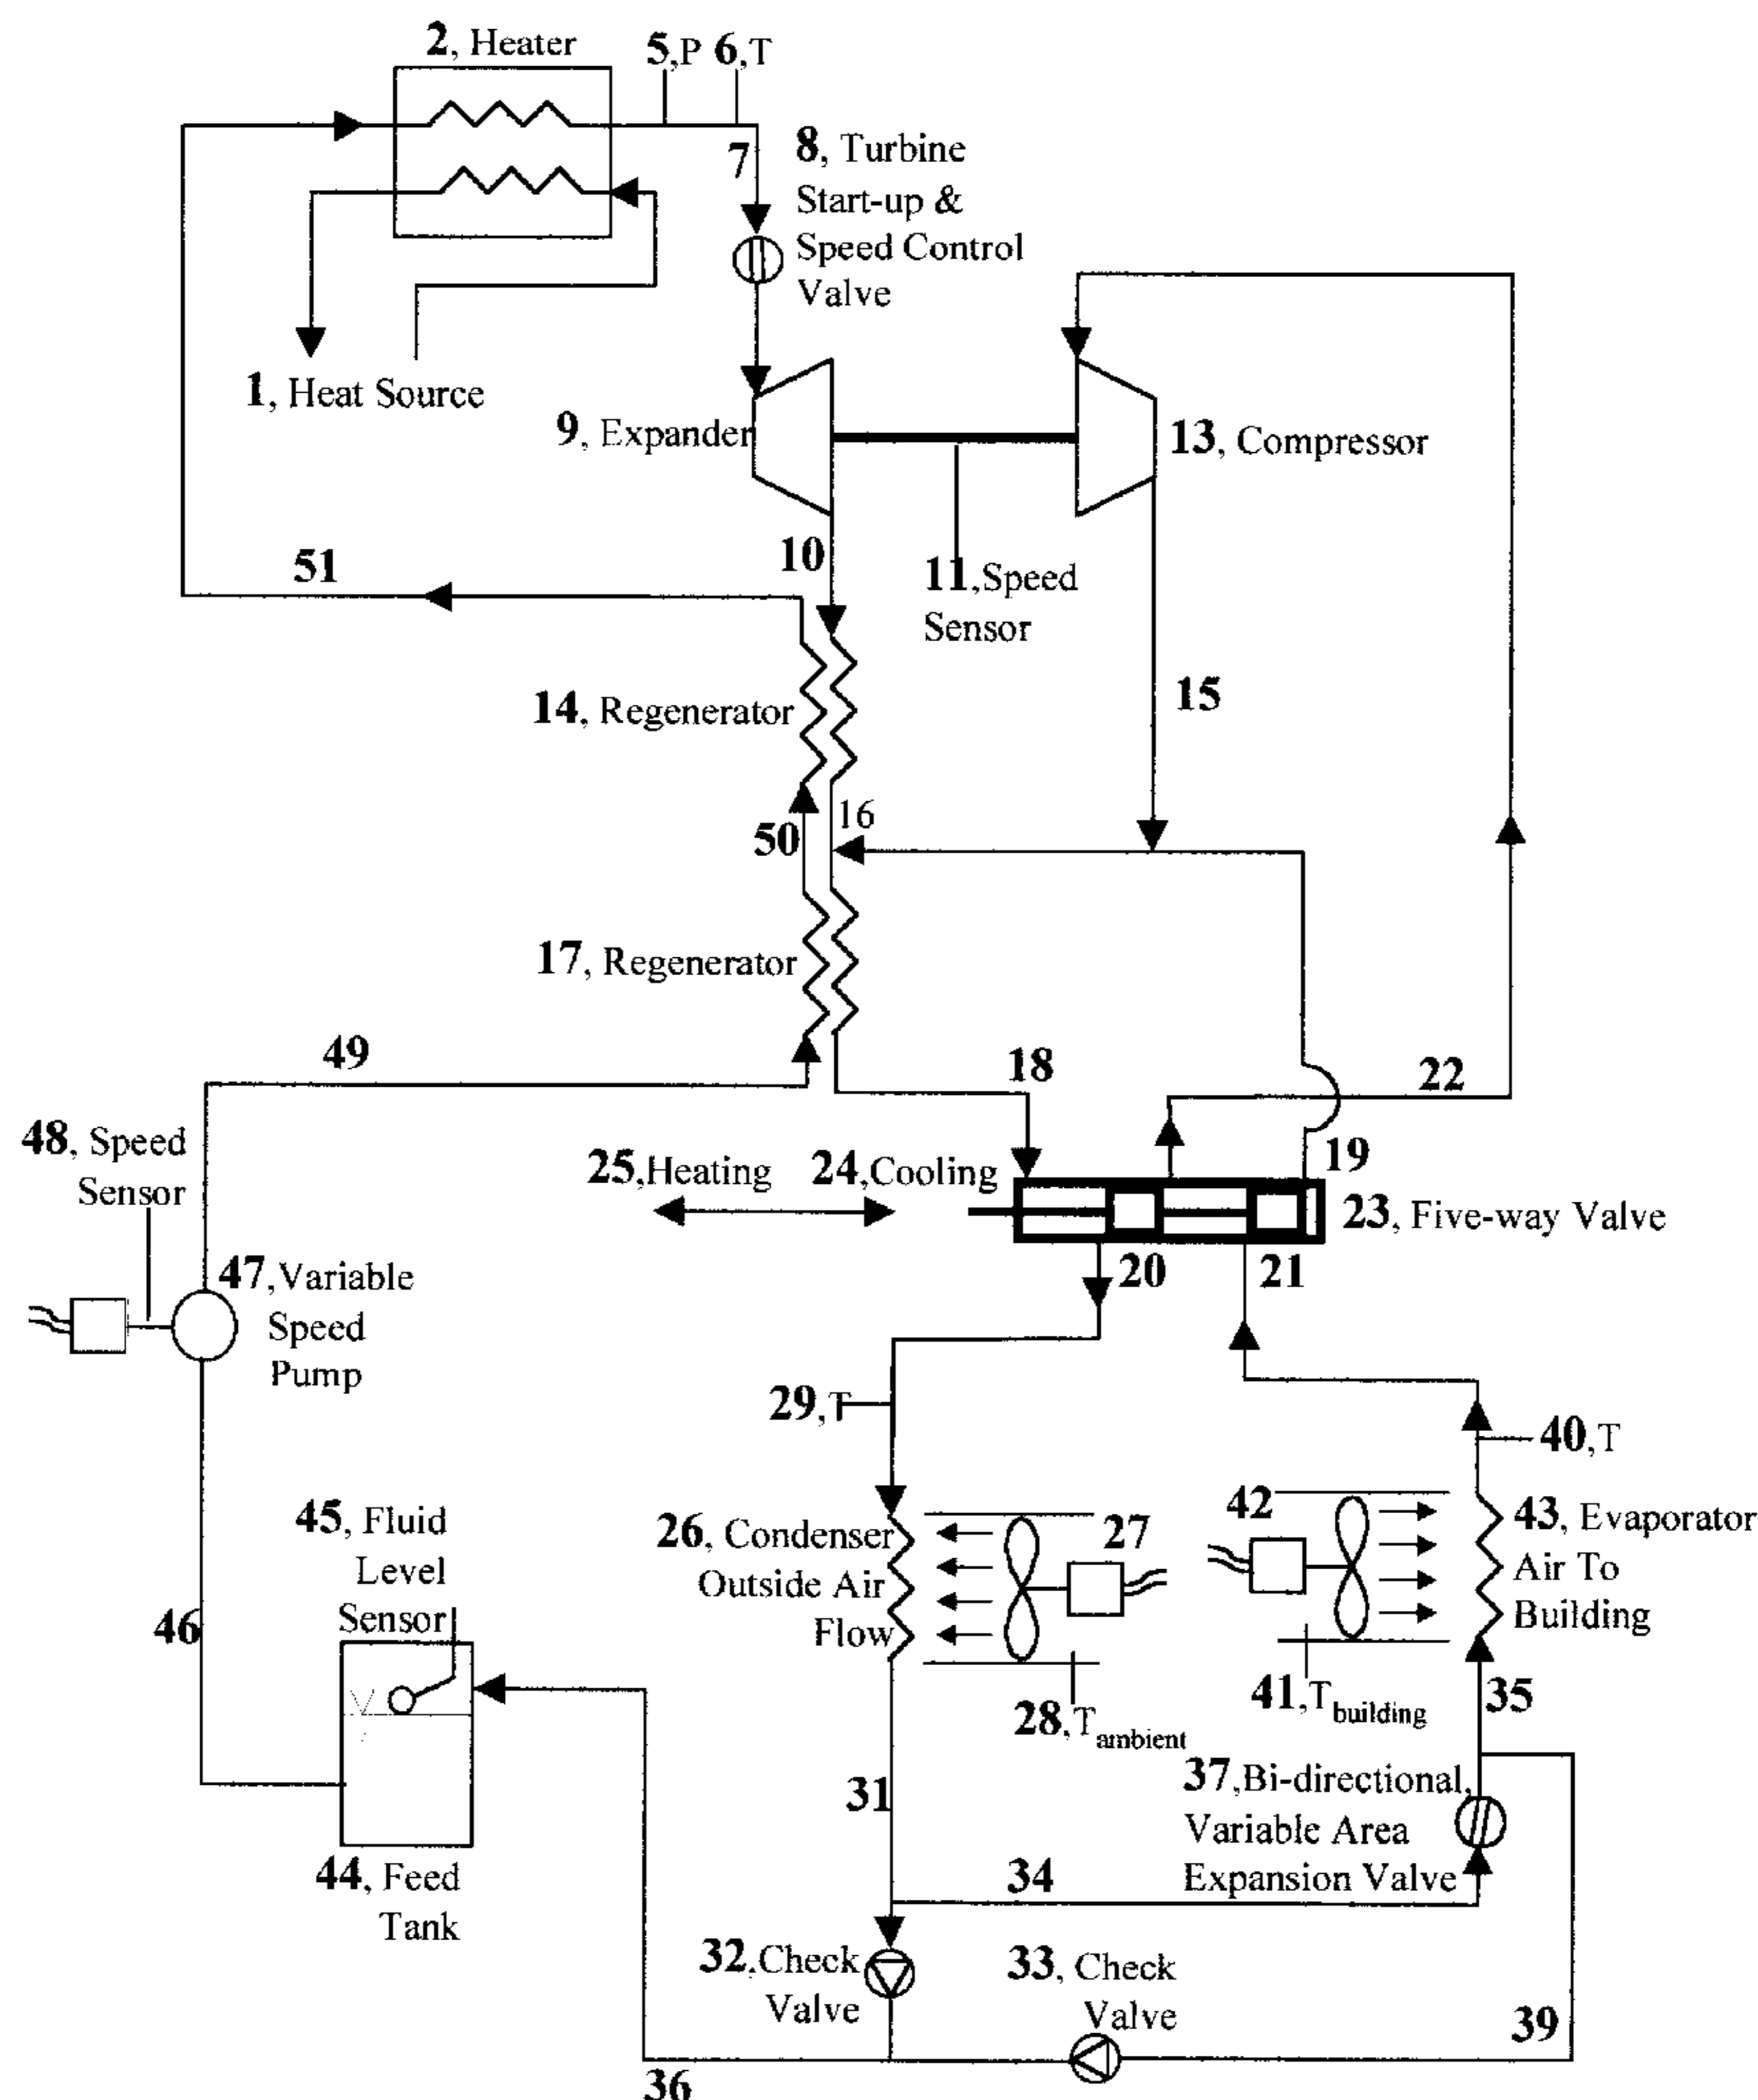 2, Heater
5,P 6,T
7
8, Turbine
Start-up &
Speed Control
Valve
1, Heat Source
9, Expander
13, Compressor
10
11,Speed
Sensor
51
14, Regenerator
15
16
50
17, Regenerator
49
18
22
48, Speed
Sensor
25,Heating
24,Cooling
19
23, Five-way Valve
20
21
47,Variable
Speed
Pump
29,T
40,T
45, Fluid
Level
Sensor
26, Condenser
Outside Air
Flow
27
42
43, Evaporator
Air To
Building
46
28,Tambient
41,Tbuilding
35
31
37,Bi-directional,
Variable Area
Expansion Valve
34
44, Feed
Tank
32,Check
Valve
33, Check
Valve
39
36